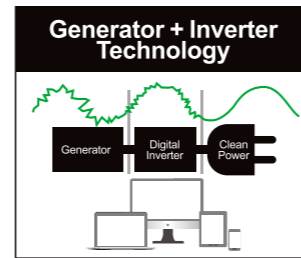 Generator + Inverter
Technology
Generator
Digital
Inverter
Clean
Power